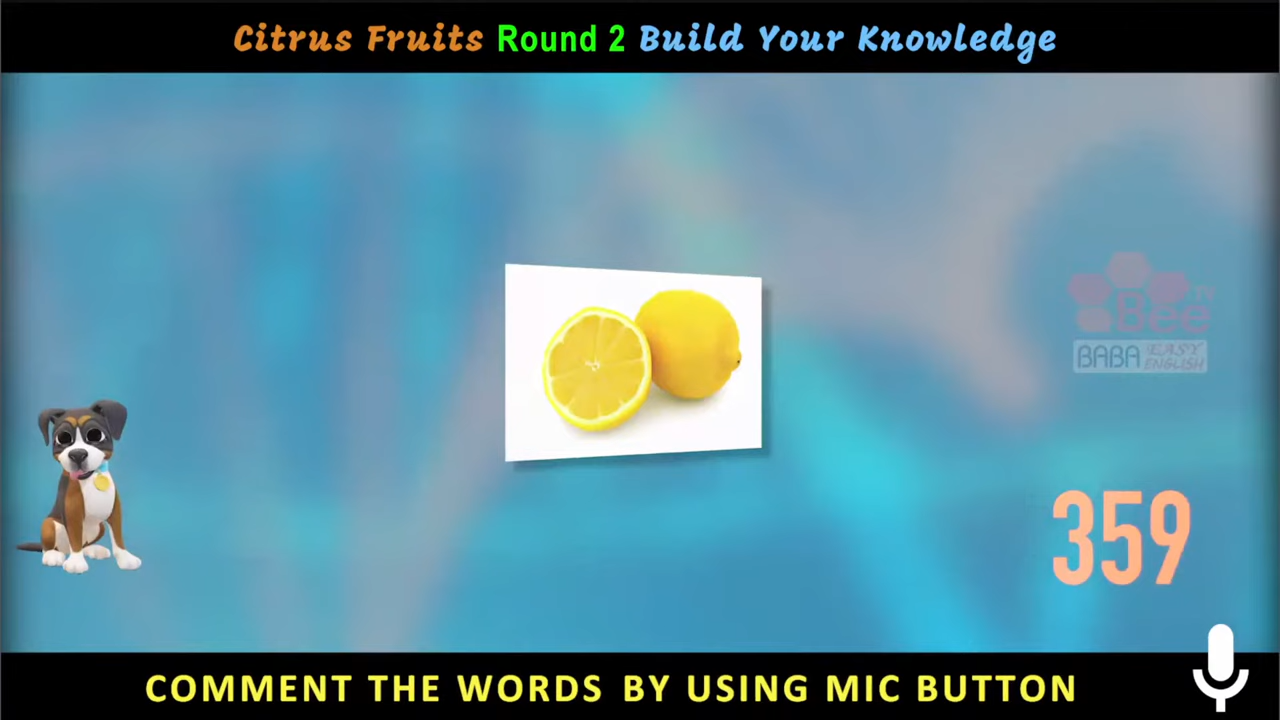 Citrus Fruits Round 2 Build Your Knowledge
Bee TV
BABA EASY ENGLISH
359
COMMENT THE WORDS BY USING MIC BUTTON